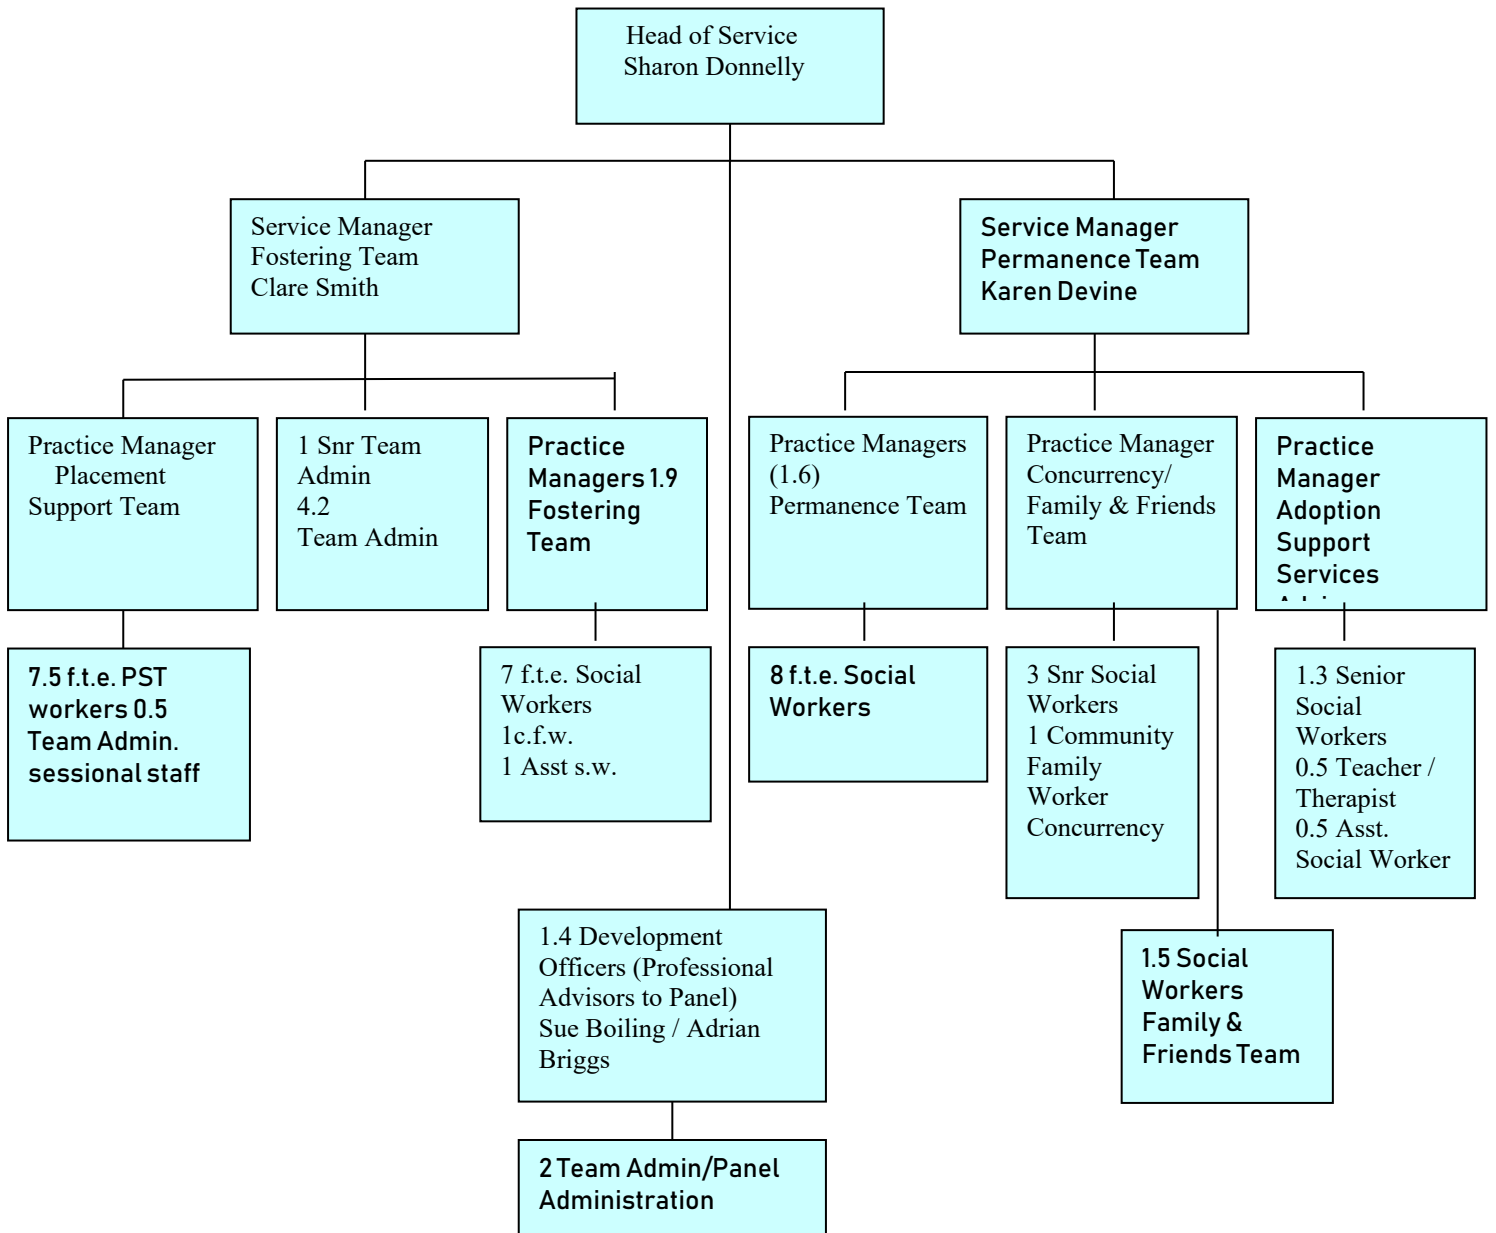 Head of Service
Sharon Donnelly
Service Manager
Fostering Team
Clare Smith
Service Manager
Permanence Team
Karen Devine
Practice Manager
Placement
Support Team
1 Snr Team
Admin
4.2
Team Admin
Practice
Managers 1.9
Fostering
Team
Practice Managers
(1.6)
Permanence Team
Practice Manager
Concurrency/
Family & Friends
Team
Practice
Manager
Adoption
Support
Services
7.5 f.t.e. PST
workers 0.5
Team Admin.
sessional staff
7 f.t.e. Social
Workers
1c.f.w.
1 Asst s.w.
8 f.t.e. Social
Workers
3 Snr Social
Workers
1 Community
Family
Worker
Concurrency
1.3 Senior
Social
Workers
0.5 Teacher /
Therapist
0.5 Asst.
Social Worker
1.4 Development
Officers (Professional
Advisors to Panel)
Sue Boiling / Adrian
Briggs
1.5 Social
Workers
Family &
Friends Team
2 Team Admin/Panel
Administration